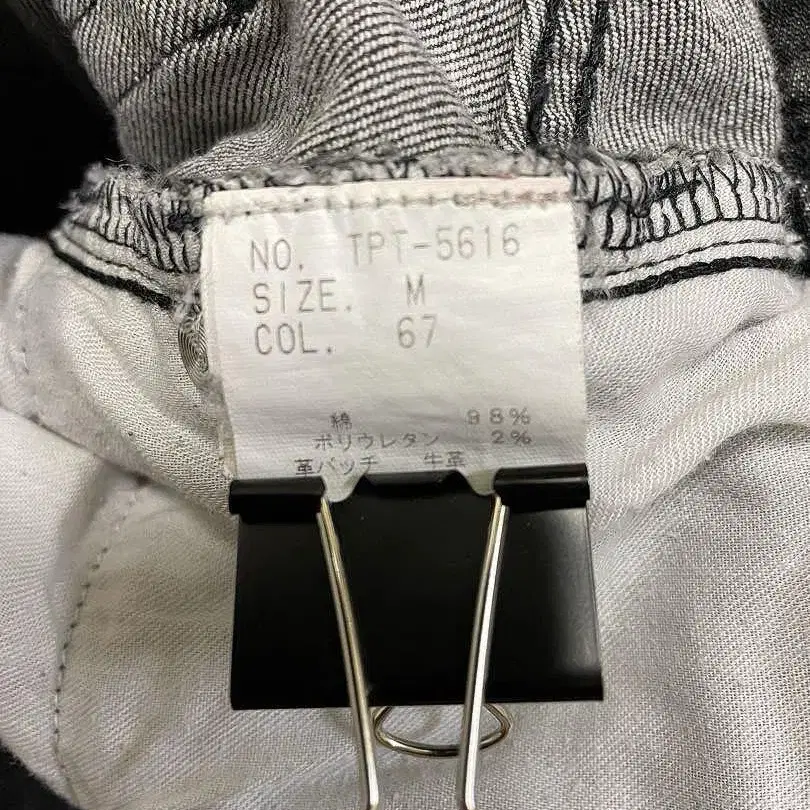 NO. TPT-5616
SIZE. M
COL. 67
綿 98%
ポリウレタン 2%
革パッチ 牛革